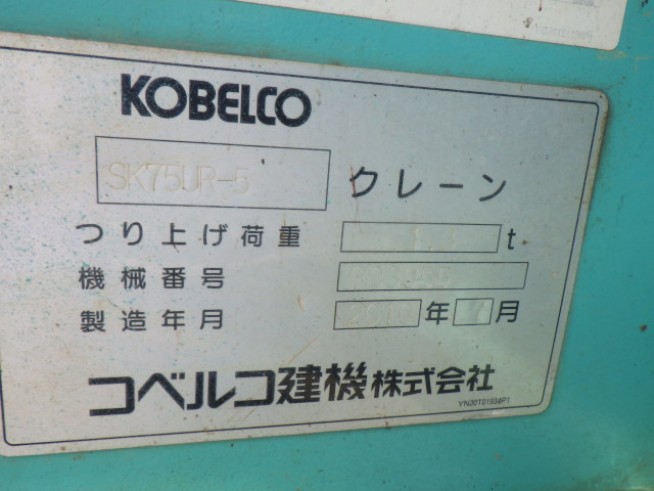 KOBELCO
SK75UR-5 クレーン
つり上げ荷重 t
機械番号
製造年月 年 月
コベルコ建機株式会社